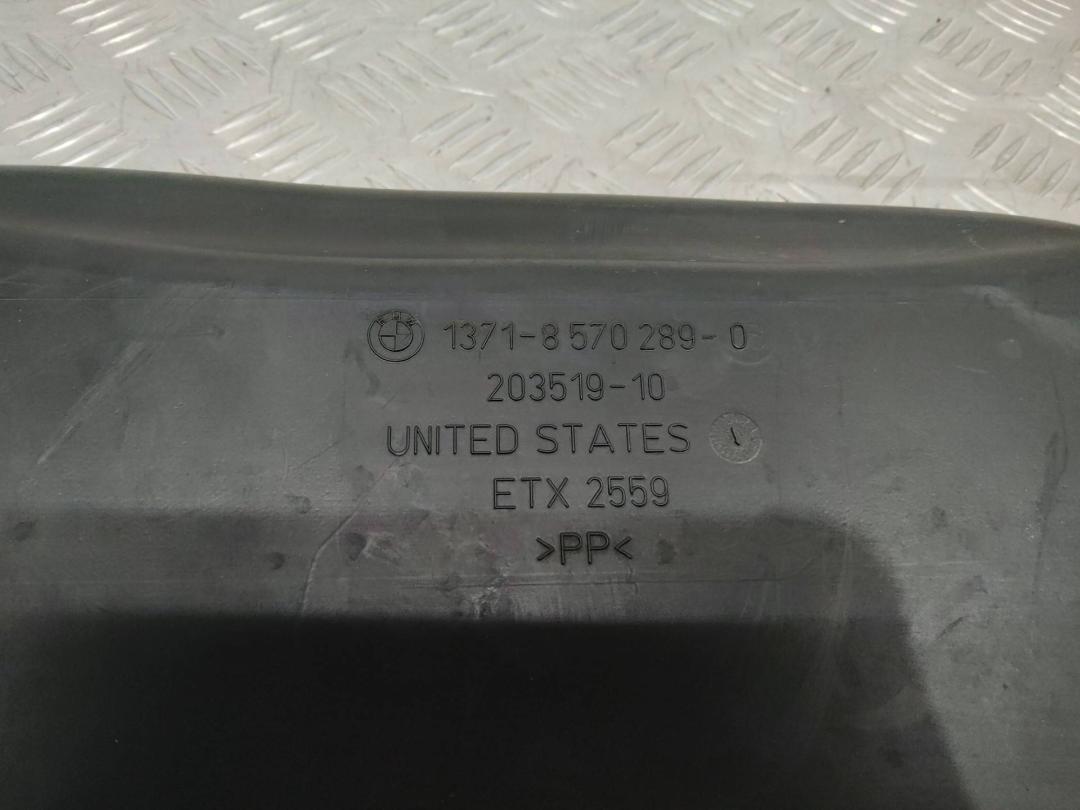 1371-8 570 289-0
203519-10
UNITED STATES
ETX 2559
>PP<